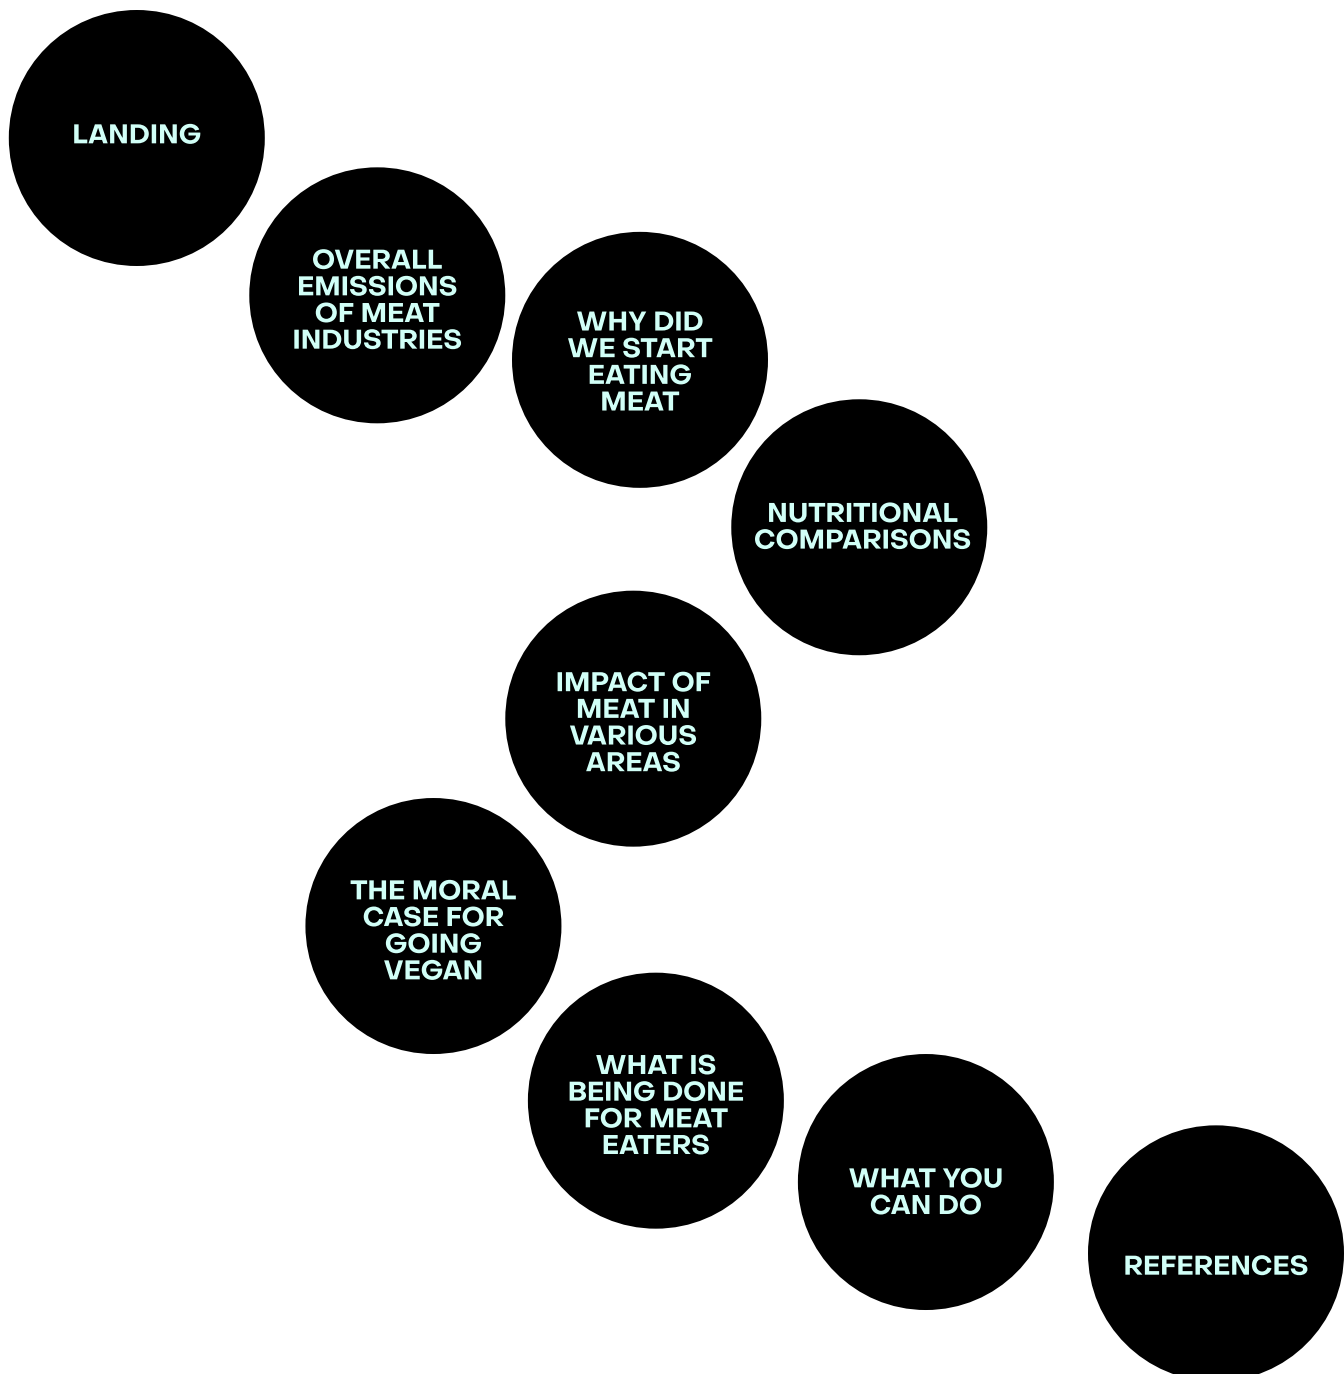 LANDING
OVERALL
EMISSIONS
OF MEAT
INDUSTRIES
WHY DID
WE START
EATING
MEAT
NUTRITIONAL
COMPARISONS
IMPACT OF
MEAT IN
VARIOUS
AREAS
THE MORAL
CASE FOR
GOING
VEGAN
WHAT IS
BEING DONE
FOR MEAT
EATERS
WHAT YOU
CAN DO
REFERENCES